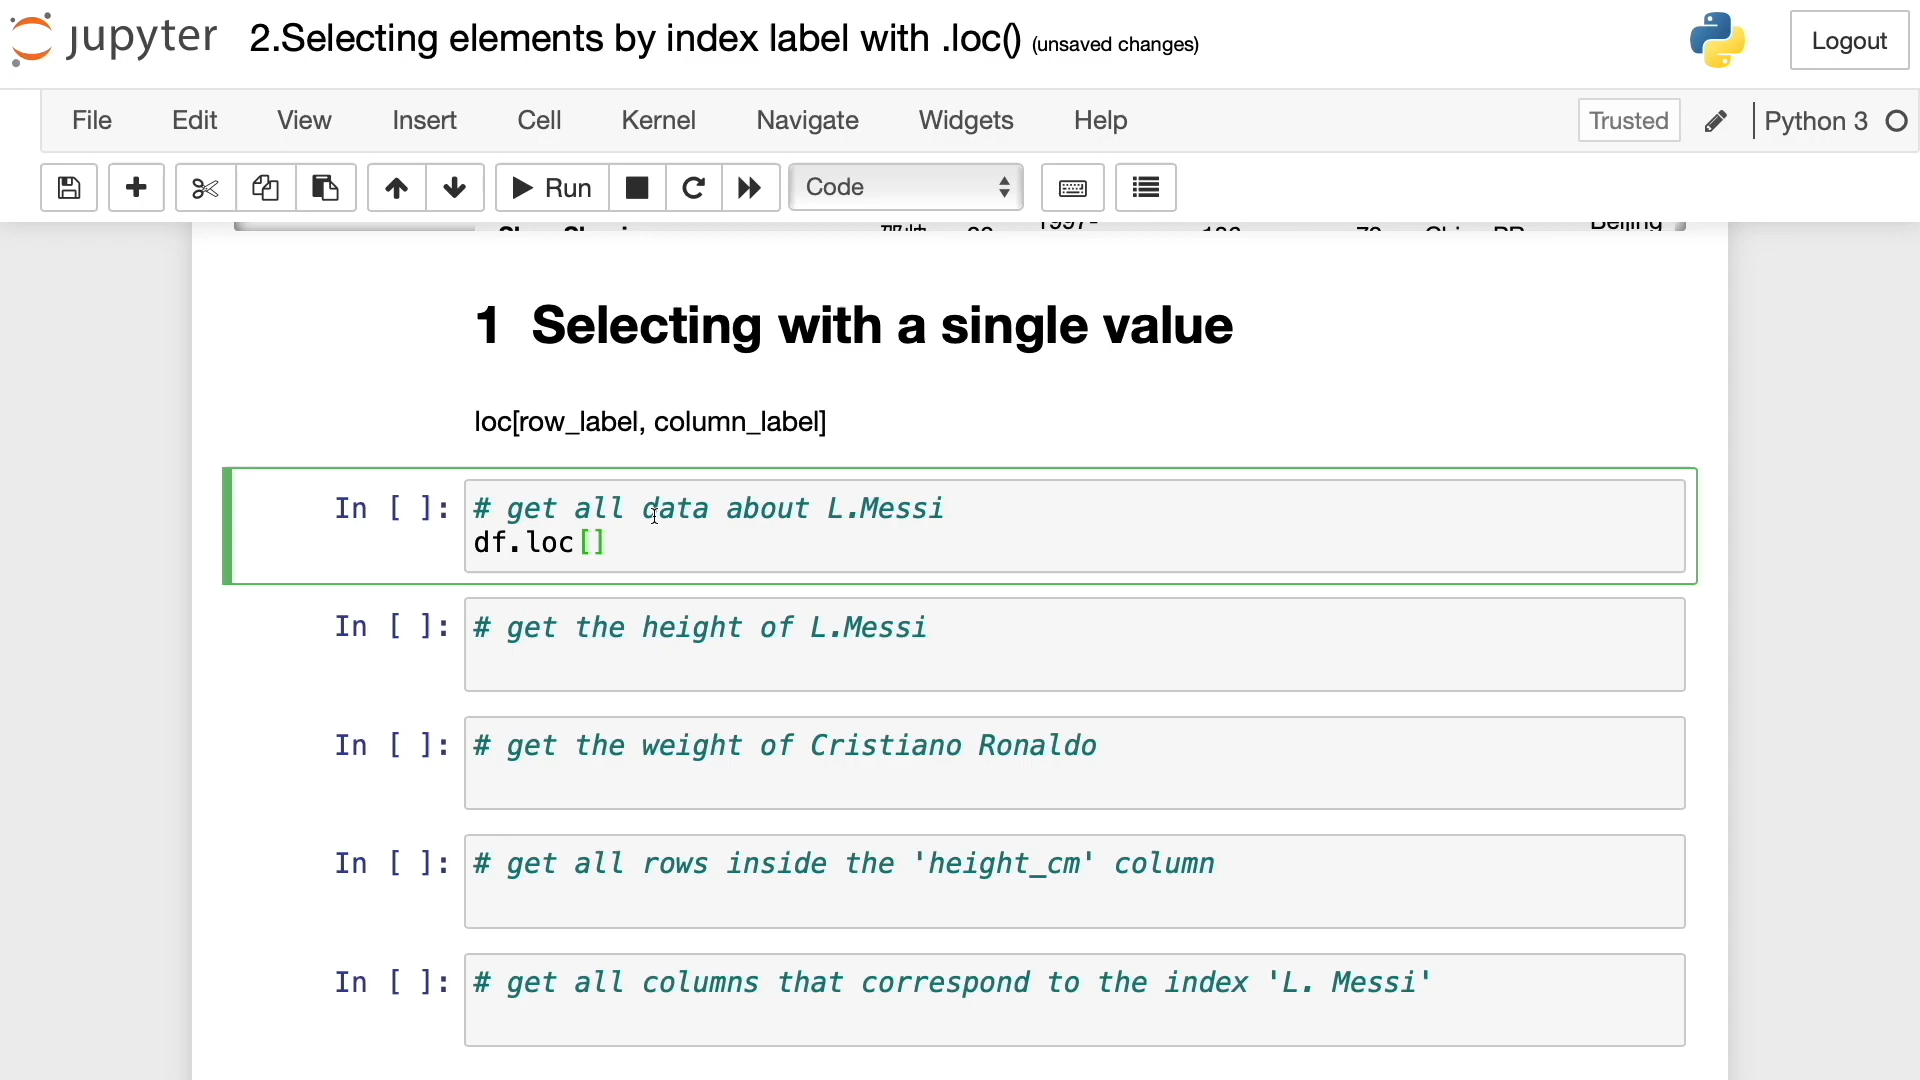 jupyter 2.Selecting elements by index label with .loc() (unsaved changes) Logout
File Edit View Insert Cell Kernel Navigate Widgets Help Trusted Python 3
Run Code
1 Selecting with a single value
loc[row_label, column_label]
In [ ]: # get all data about L.Messi
df.loc[]
In [ ]: # get the height of L.Messi
In [ ]: # get the weight of Cristiano Ronaldo
In [ ]: # get all rows inside the 'height_cm' column
In [ ]: # get all columns that correspond to the index 'L. Messi'